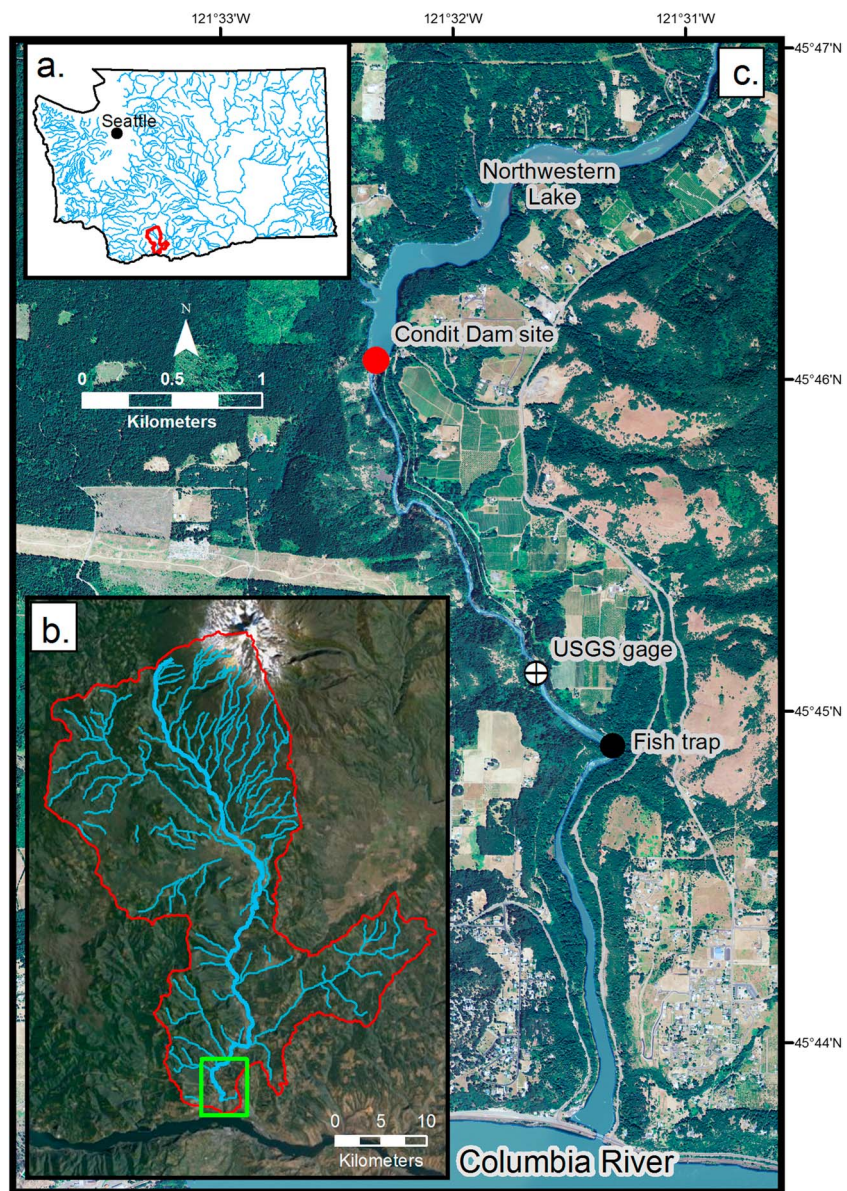 121°33'W
121°32'W
121°31'W
45°47'N
a.
Seattle
c.
Northwestern
Lake
N
Condit Dam site
0 0.5 1
Kilometers
45°46'N
b.
USGS gage
45°45'N
Fish trap
45°44'N
0 5 10
Kilometers
Columbia River